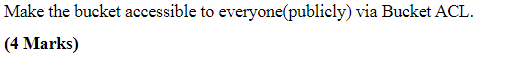 Make the bucket accessible to everyone(publicly) via Bucket ACL.
(4 Marks)